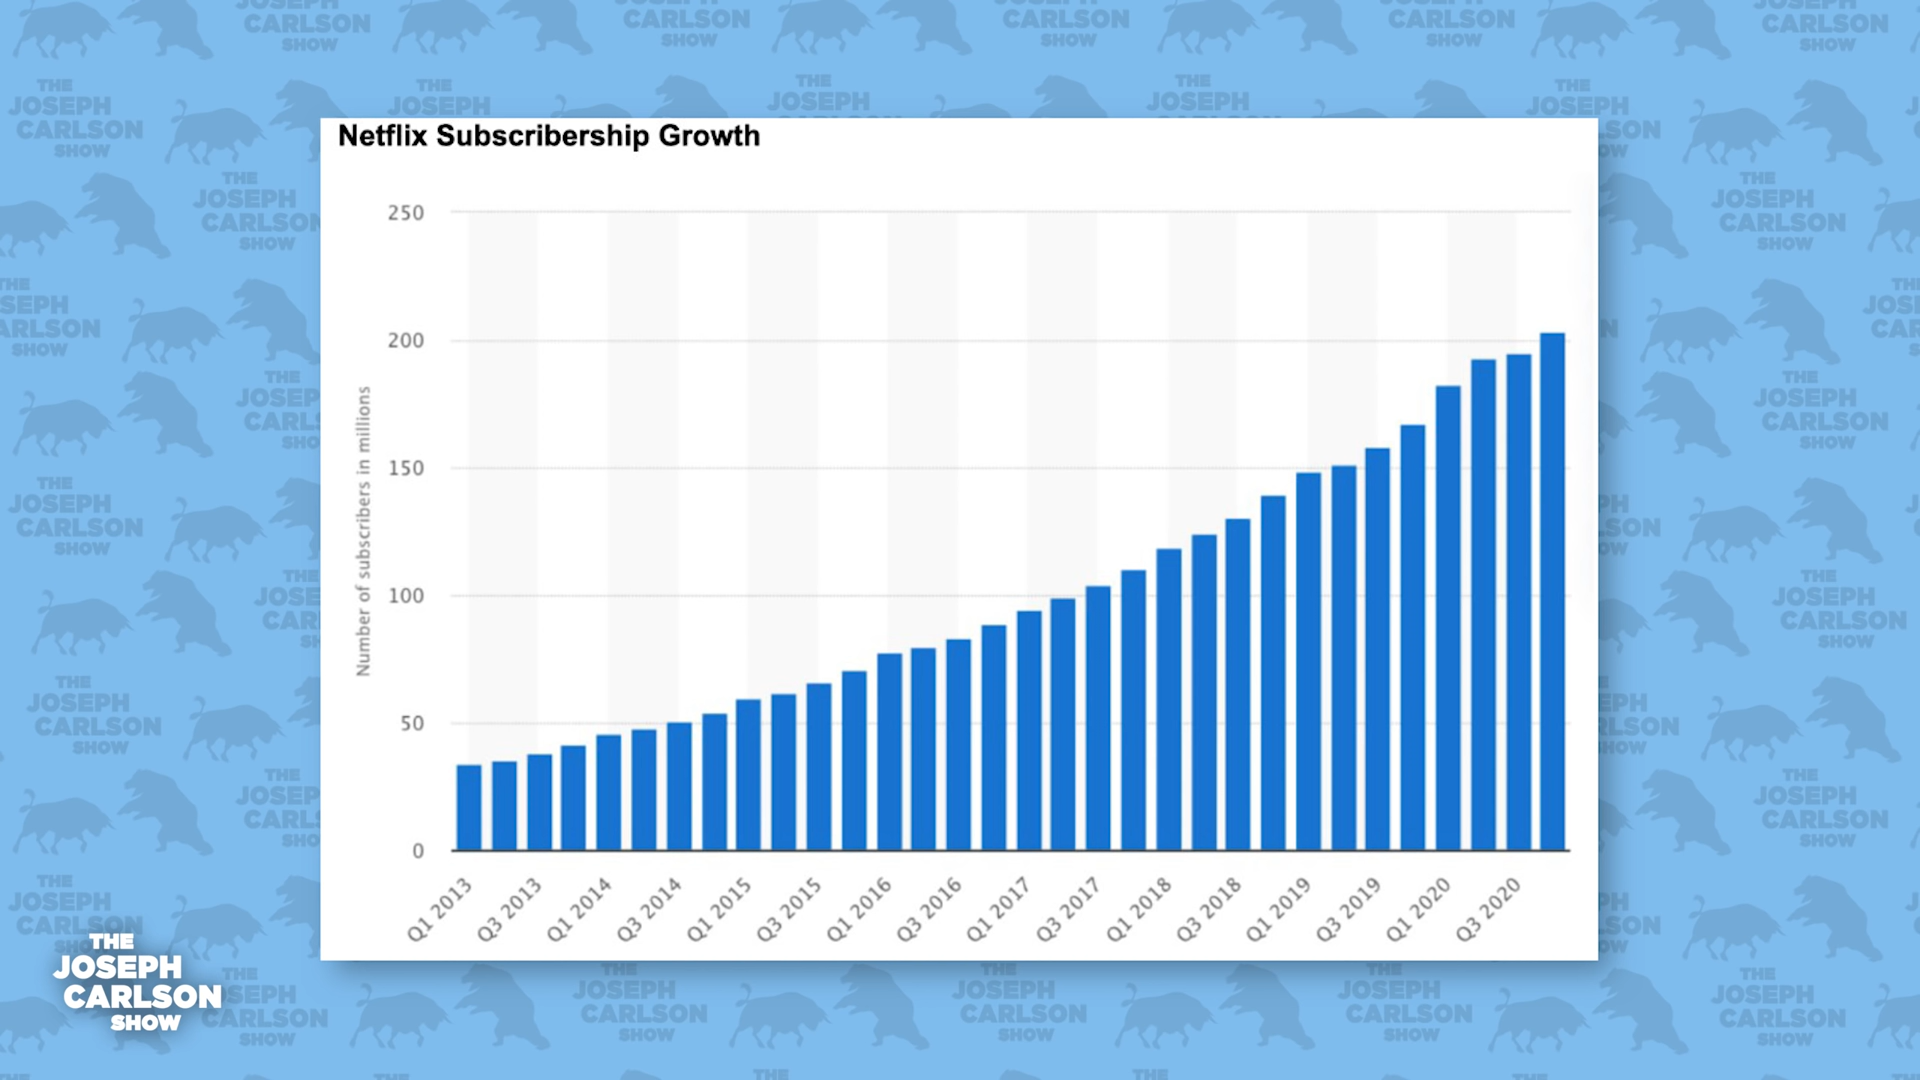 Netflix Subscribership Growth
250
200
150
100
50
0
Number of subscribers in millions
Q1 2013
Q3 2013
Q1 2014
Q3 2014
Q1 2015
Q3 2015
Q1 2016
Q3 2016
Q1 2017
Q3 2017
Q1 2018
Q3 2018
Q1 2019
Q3 2019
Q1 2020
Q3 2020
THE
JOSEPH
CARLSON
SHOW